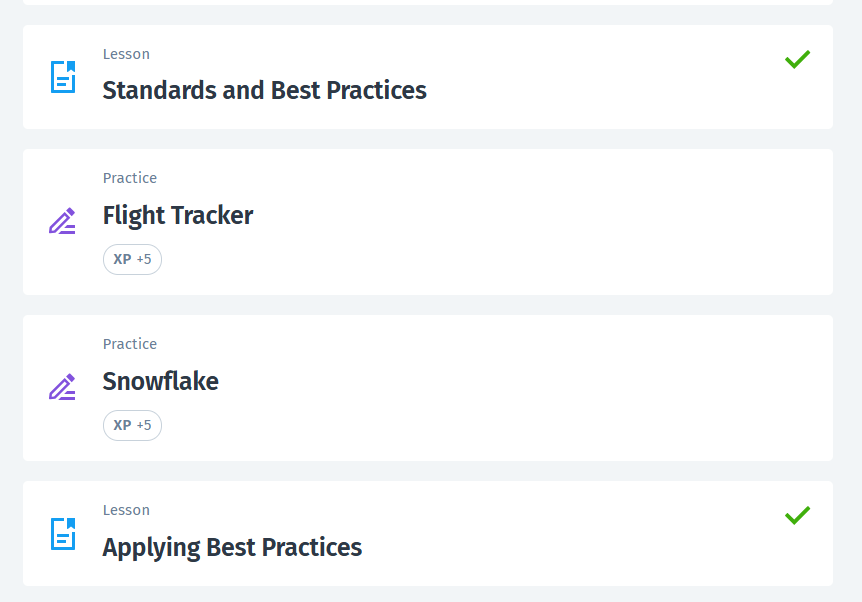 Lesson
Standards and Best Practices
Practice
Flight Tracker
XP +5
Practice
Snowflake
XP +5
Lesson
Applying Best Practices